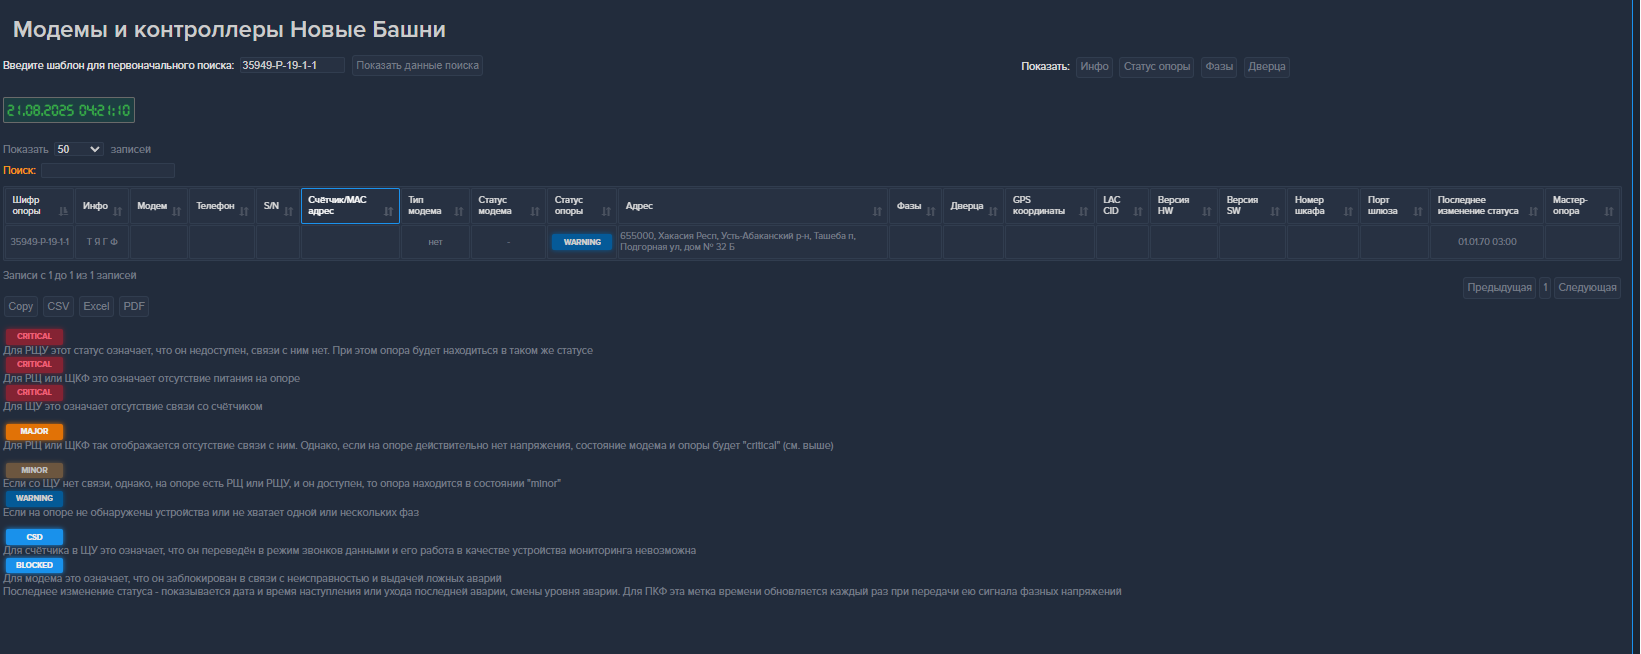 Модемы и контроллеры Новые Башни
Введите шаблон для первоначального поиска: 35949-Р-19-1-1 Показать данные поиска
Показать: Инфо Статус опоры Фазы Дверца
21.08.2025 04:21:10
Показать 50 записей
Поиск:
Шифр опоры Инфо Модем Телефон S/N Счётчик/МАС адрес Тип модема Статус модема Статус опоры Адрес Фазы Дверца GPS координаты LAC CID Версия HW Версия SW Номер шкафа Порт шлюза Последнее изменение статуса Мастер-опора
35949-Р-19-1-1 Т Я Г Ф нет - WARNING 655000, Хакасия Респ, Усть-Абаканский р-н, Ташеба п, Подгорная ул, дом № 32 Б 01.01.70 03:00
Записи с 1 до 1 из 1 записей
Предыдущая 1 Следующая
Copy CSV Excel PDF
CRITICAL
Для РЩУ этот статус означает, что он недоступен, связи с ним нет. При этом опора будет находиться в таком же статусе
CRITICAL
Для РЩ или ЩКФ это означает отсутствие питания на опоре
CRITICAL
Для ЩУ это означает отсутствие связи со счётчиком
MAJOR
Для РЩ или ЩКФ так отображается отсутствие связи с ним. Однако, если на опоре действительно нет напряжения, состояние модема и опоры будет "critical" (см. выше)
MINOR
Если со ЩУ нет связи, однако, на опоре есть РЩ или РЩУ, и он доступен, то опора находится в состоянии "minor"
WARNING
Если на опоре не обнаружены устройства или не хватает одной или нескольких фаз
CSD
Для счётчика в ЩУ это означает, что он переведён в режим звонков данными и его работа в качестве устройства мониторинга невозможна
BLOCKED
Для модема это означает, что он заблокирован в связи с неисправностью и выдачей ложных аварий
Последнее изменение статуса - показывается дата и время наступления или ухода последней аварии, смены уровня аварии. Для ПКФ эта метка времени обновляется каждый раз при передачи ею сигнала фазных напряжений